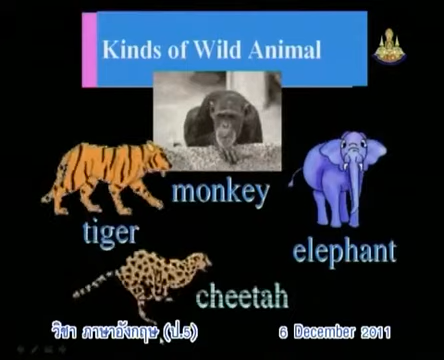 Kinds of Wild Animal
monkey
tiger
elephant
cheetah
วิชา ภาษาอังกฤษ (ป.5)
6 December 2011